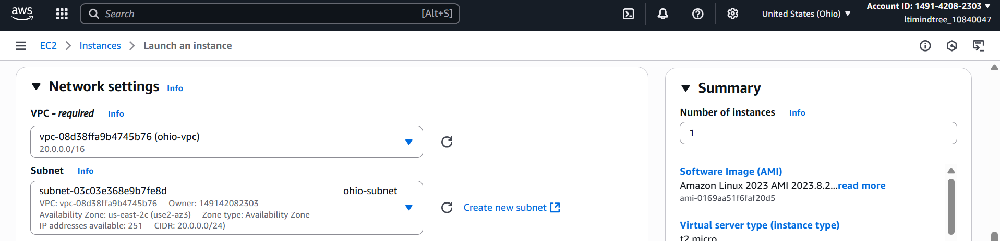 aws
Search [Alt+S]
United States (Ohio)
Account ID: 1491-4208-2303
ltimindtree_10840047
EC2 Instances Launch an instance
Network settings Info
VPC - required Info
vpc-08d38ffa9b4745b76 (ohio-vpc)
20.0.0.0/16
Subnet Info
subnet-03c03e368e9b7fe8d ohio-subnet
VPC: vpc-08d38ffa9b4745b76 Owner: 149142082303
Availability Zone: us-east-2c (use2-az3) Zone type: Availability Zone
IP addresses available: 251 CIDR: 20.0.0.0/24)
Create new subnet
Summary
Number of instances Info
1
Software Image (AMI)
Amazon Linux 2023 AMI 2023.8.2...read more
ami-0169aa51f6faf20d5
Virtual server type (instance type)
t2.micro